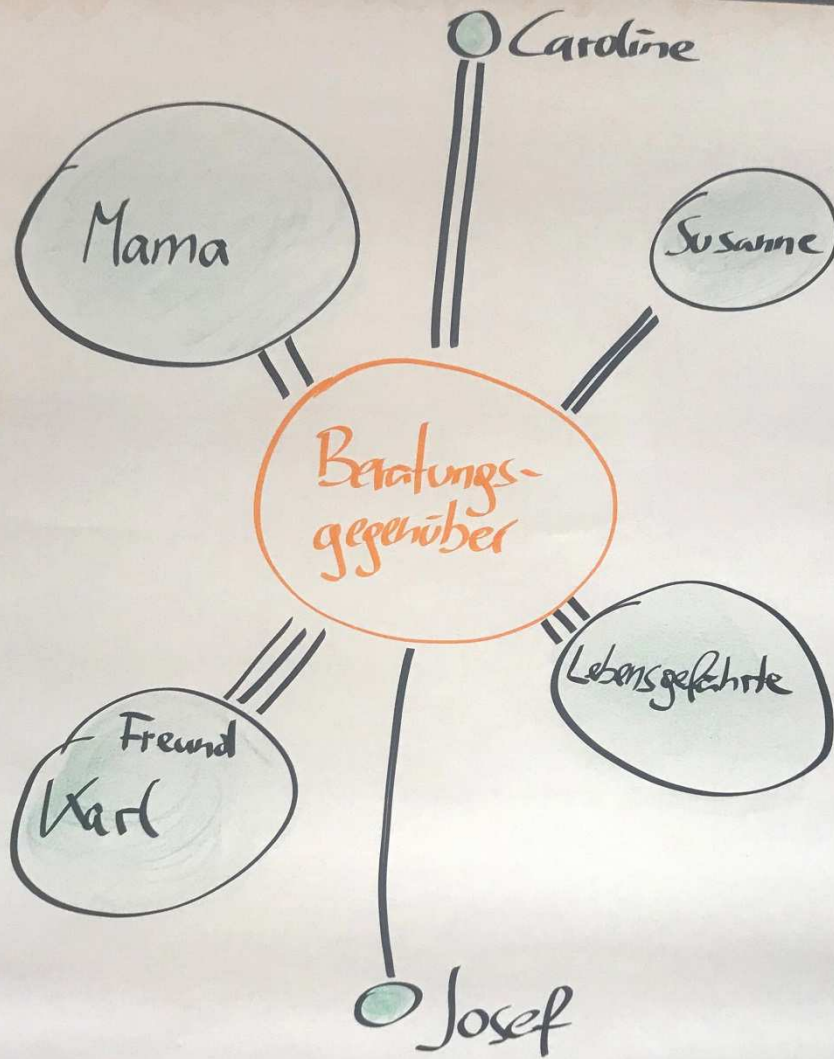 Caroline
Mama
Susanne
Beratungs-
gegenüber
Lebensgefährte
Freund
Karl
Josef